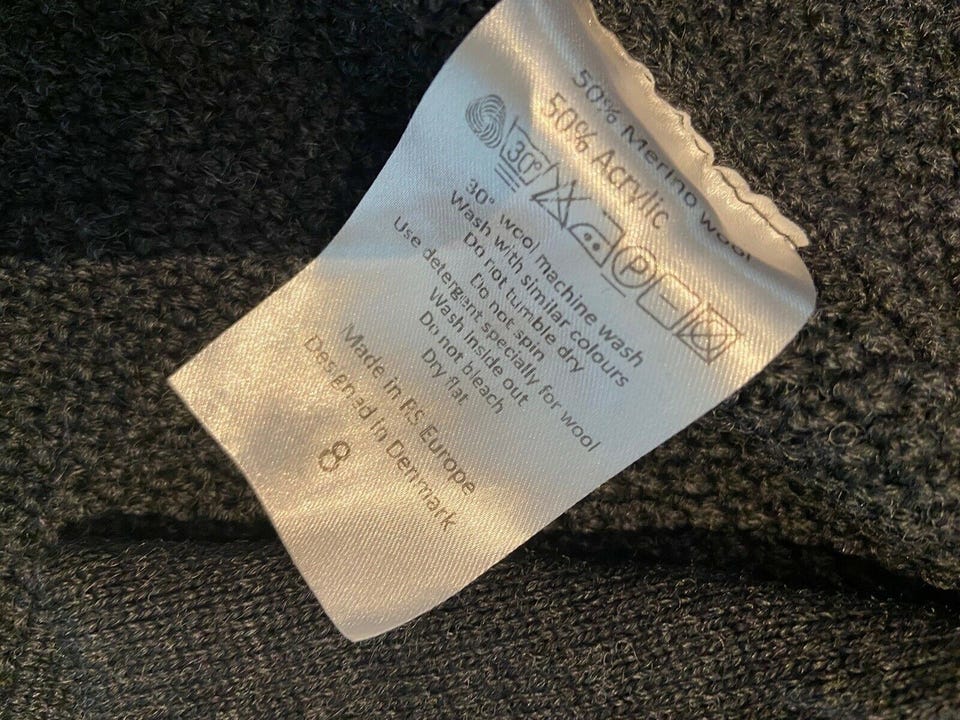 50% Merino wool
50% Acrylic
30° P
30° wool machine wash
Wash with similar colours
Do not tumble dry
Do not spin
Use detergent specially for wool
Wash inside out
Do not bleach
Dry flat
Made in RS Europe
Designed In Denmark
8